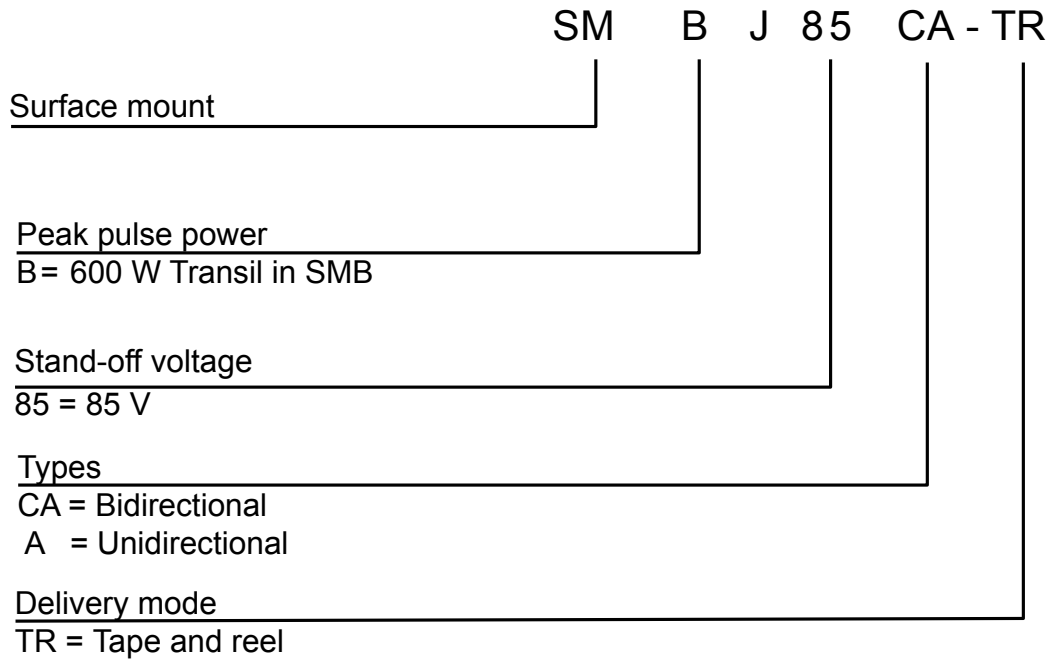 SM B J 85 CA - TR
Surface mount
Peak pulse power
B= 600 W Transil in SMB
Stand-off voltage
85 = 85 V
Types
CA = Bidirectional
A = Unidirectional
Delivery mode
TR = Tape and reel